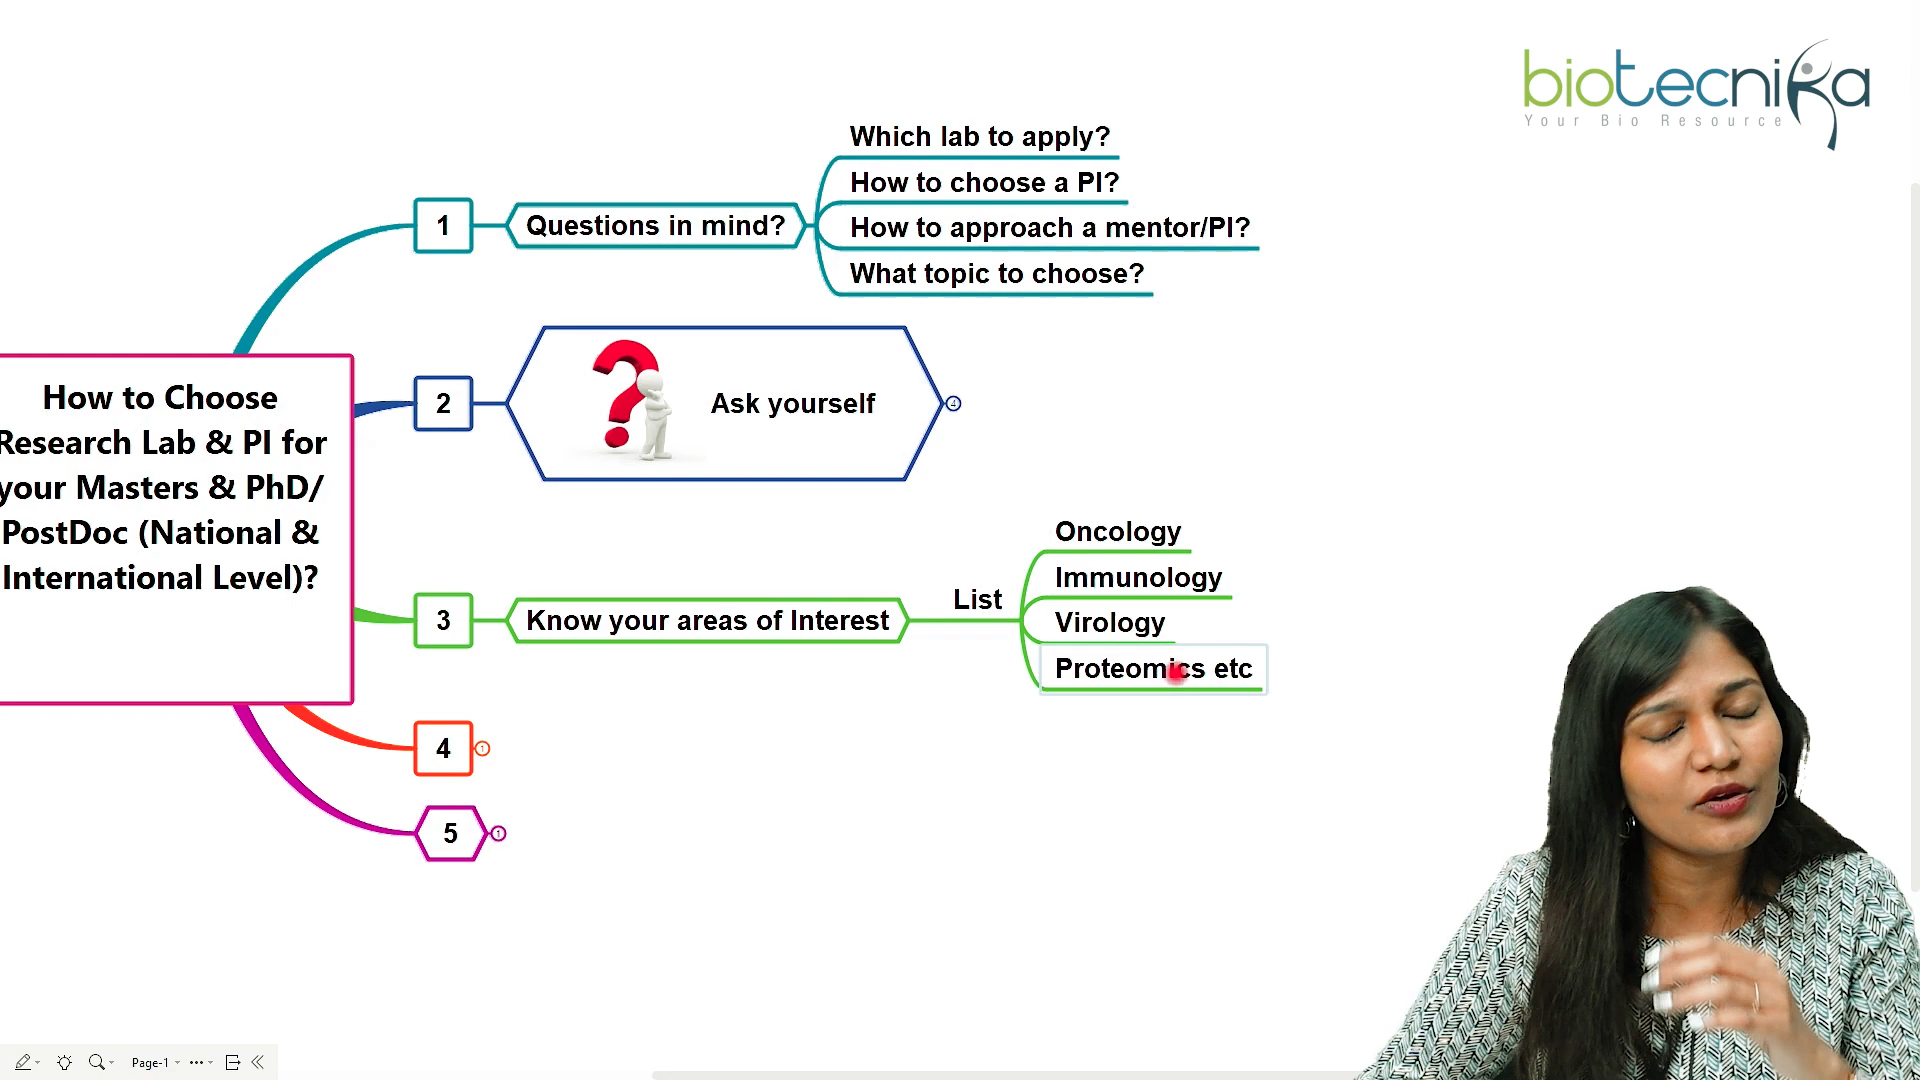 biotecnika
Your Bio Resource
Which lab to apply?
How to choose a PI?
1
Questions in mind?
How to approach a mentor/PI?
What topic to choose?
How to Choose
Research Lab & PI for
your Masters & PhD/
PostDoc (National &
International Level)?
2
Ask yourself
4
Oncology
Immunology
3
Know your areas of Interest
List
Virology
Proteomics etc
4
1
5
1
Page-1